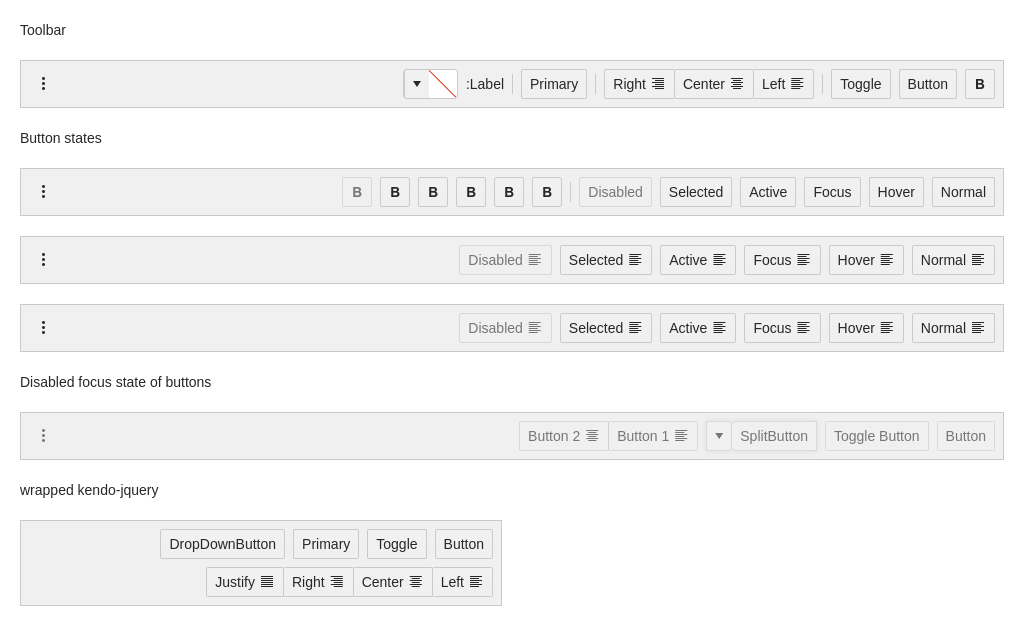 Toolbar
:Label Primary Right Center Left Toggle Button B
Button states
B B B B B B Disabled Selected Active Focus Hover Normal
Disabled Selected Active Focus Hover Normal
Disabled Selected Active Focus Hover Normal
Disabled focus state of buttons
Button 2 Button 1 SplitButton Toggle Button Button
wrapped kendo-jquery
DropDownButton Primary Toggle Button
Justify Right Center Left